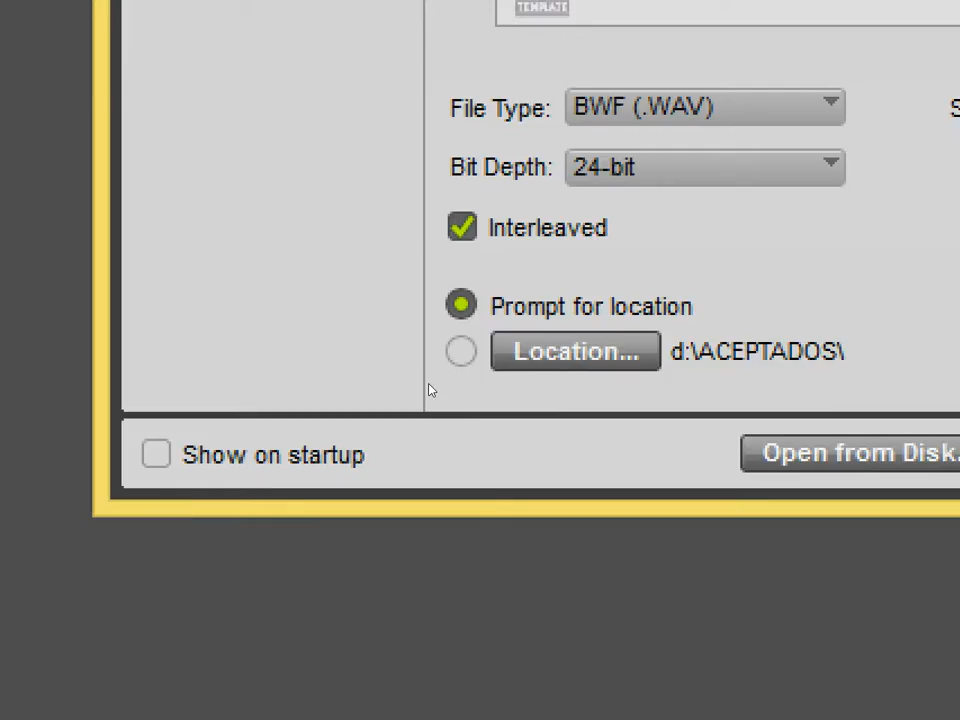 TEMPLATE
File Type: BWF (.WAV) S
Bit Depth: 24-bit
Interleaved
Prompt for location
Location... d:\ACEPTADOS\
Show on startup Open from Disk.